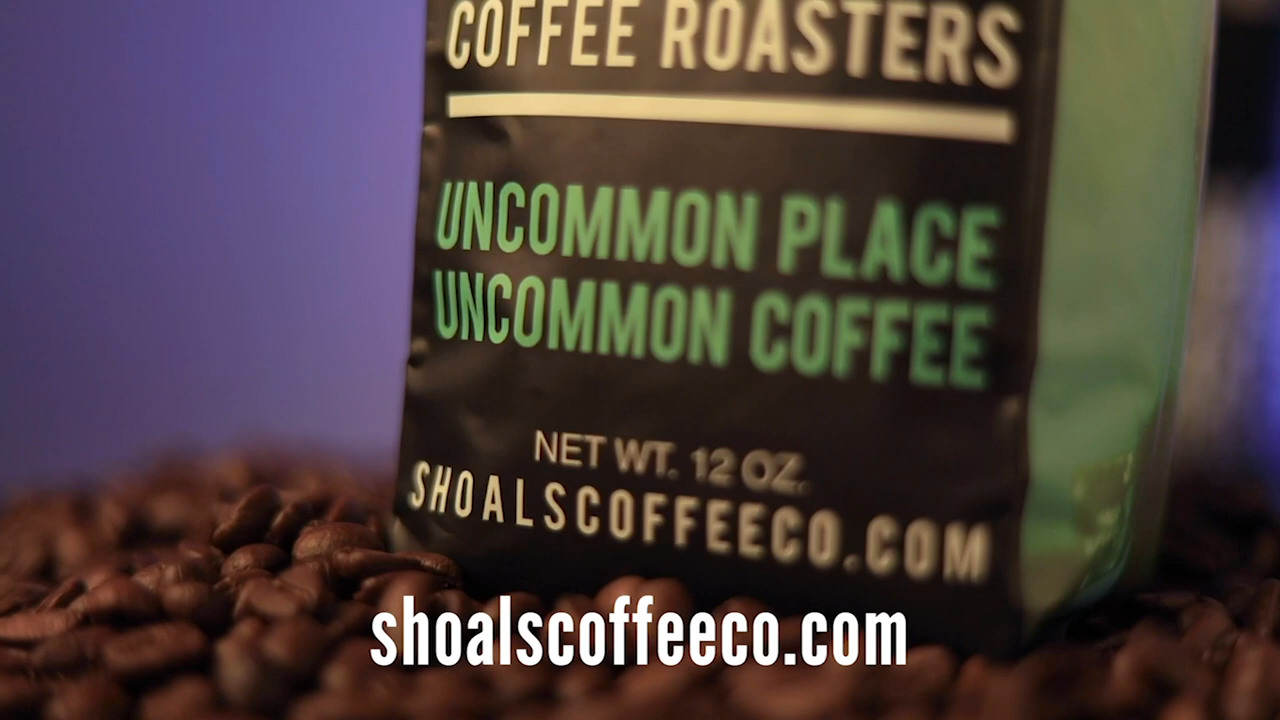 COFFEE ROASTERS
UNCOMMON PLACE
UNCOMMON COFFEE
NET WT. 12 OZ.
SHOALSCOFFEECO.COM
shoalscoffeeco.com